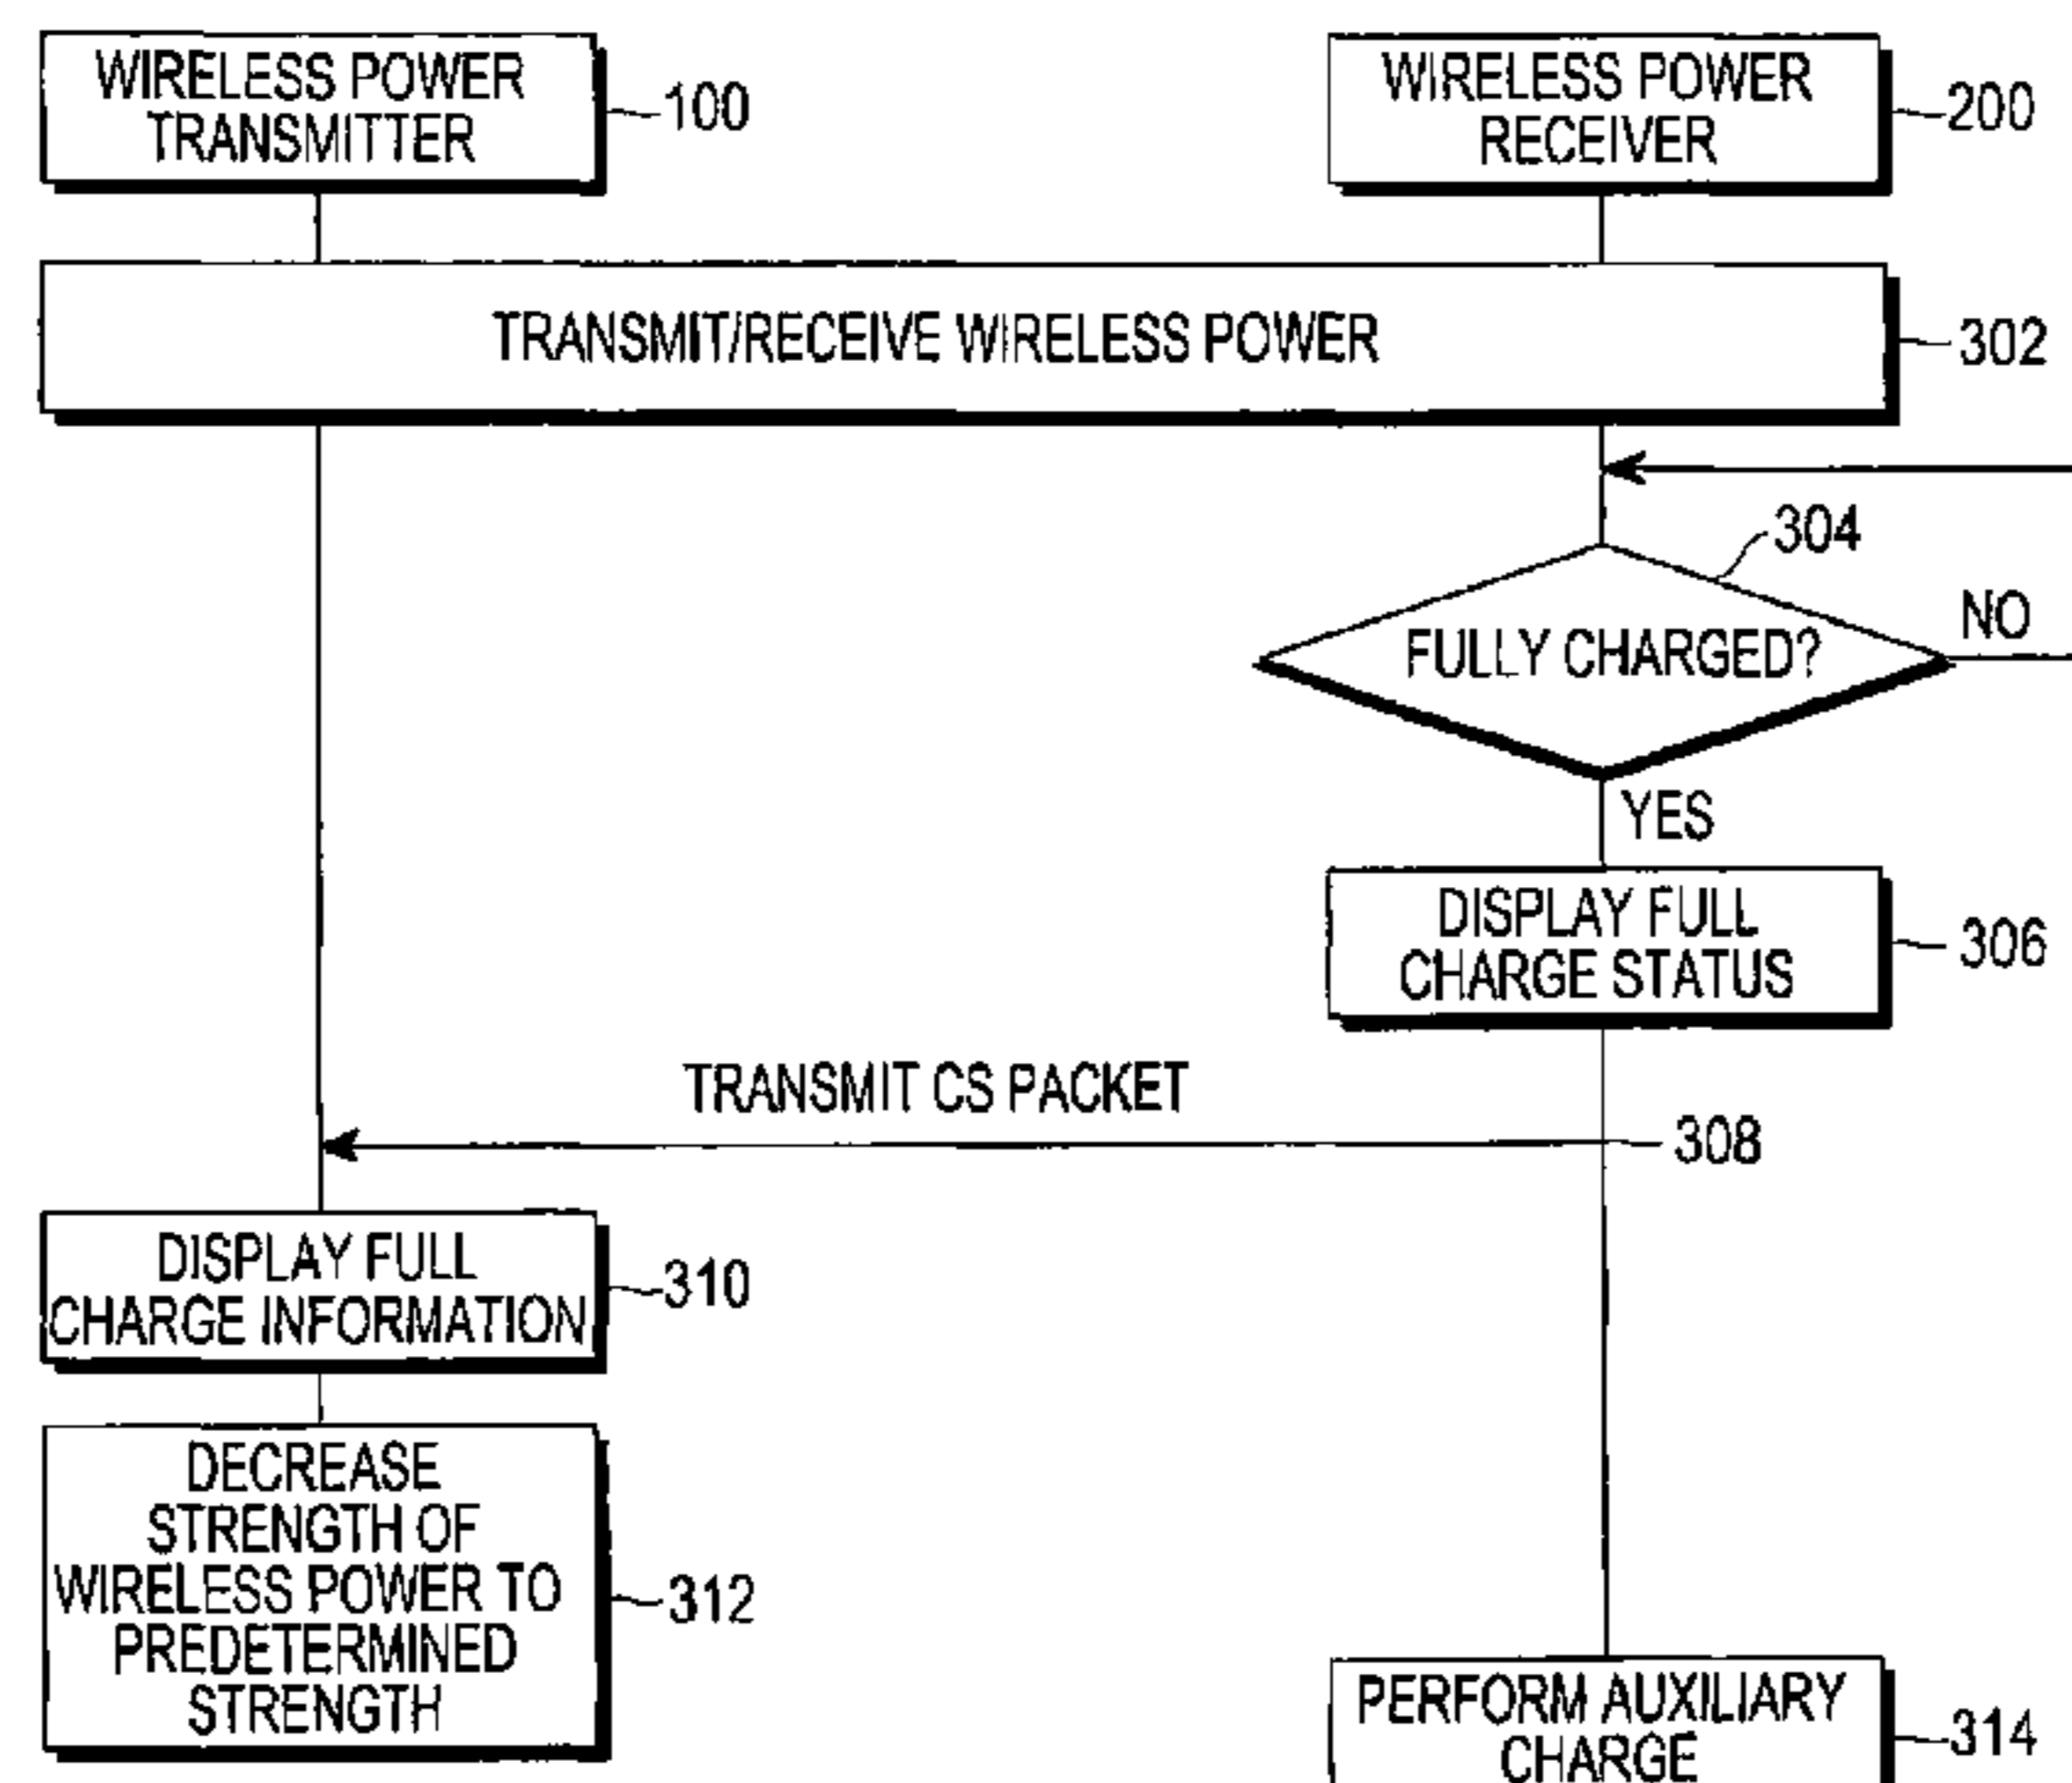 WIRELESS POWER
TRANSMITTER
100
WIRELESS POWER
RECEIVER
200
TRANSMIT/RECEIVE WIRELESS POWER
302
304
FULLY CHARGED?
NO
YES
DISPLAY FULL
CHARGE STATUS
306
TRANSMIT CS PACKET
308
DISPLAY FULL
CHARGE INFORMATION
310
DECREASE
STRENGTH OF
WIRELESS POWER TO
PREDETERMINED
STRENGTH
312
PERFORM AUXILIARY
CHARGE
314